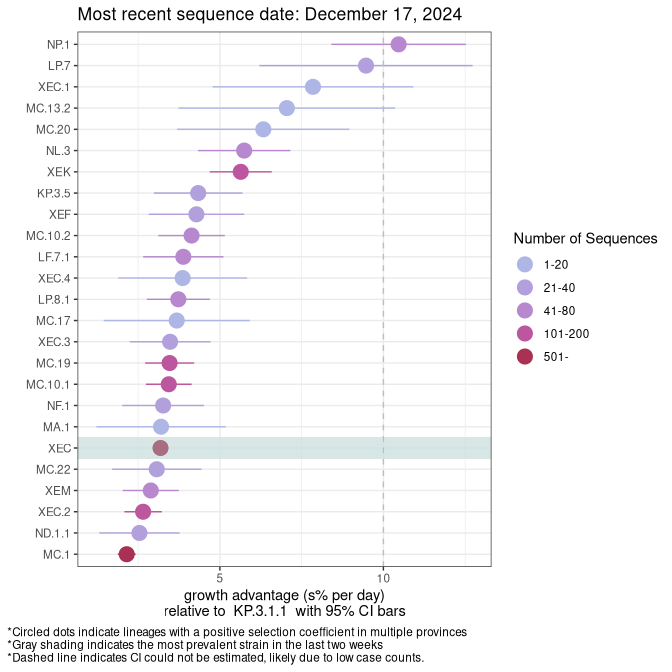 Most recent sequence date: December 17, 2024
NP.1
LP.7
XEC.1
MC.13.2
MC.20
NL.3
XEK
KP.3.5
XEF
MC.10.2
LF.7.1
XEC.4
LP.8.1
MC.17
XEC.3
MC.19
MC.10.1
NF.1
MA.1
XEC
MC.22
XEM
XEC.2
ND.1.1
MC.1
5
10
growth advantage (s% per day)
relative to KP.3.1.1 with 95% CI bars
Number of Sequences
1-20
21-40
41-80
101-200
501-
*Circled dots indicate lineages with a positive selection coefficient in multiple provinces
*Gray shading indicates the most prevalent strain in the last two weeks
*Dashed line indicates CI could not be estimated, likely due to low case counts.